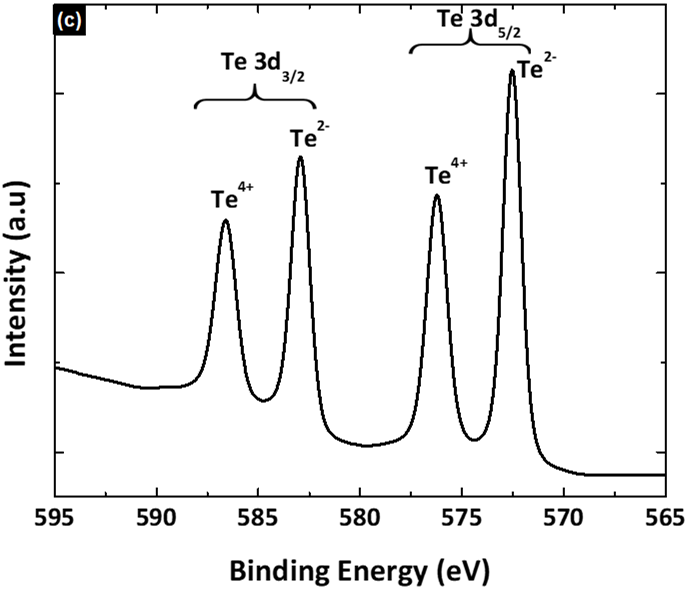 (c)
Te 3d5/2
Te 3d3/2
Te2-
Te2-
Te4+
Te4+
Intensity (a.u)
595 590 585 580 575 570 565
Binding Energy (eV)